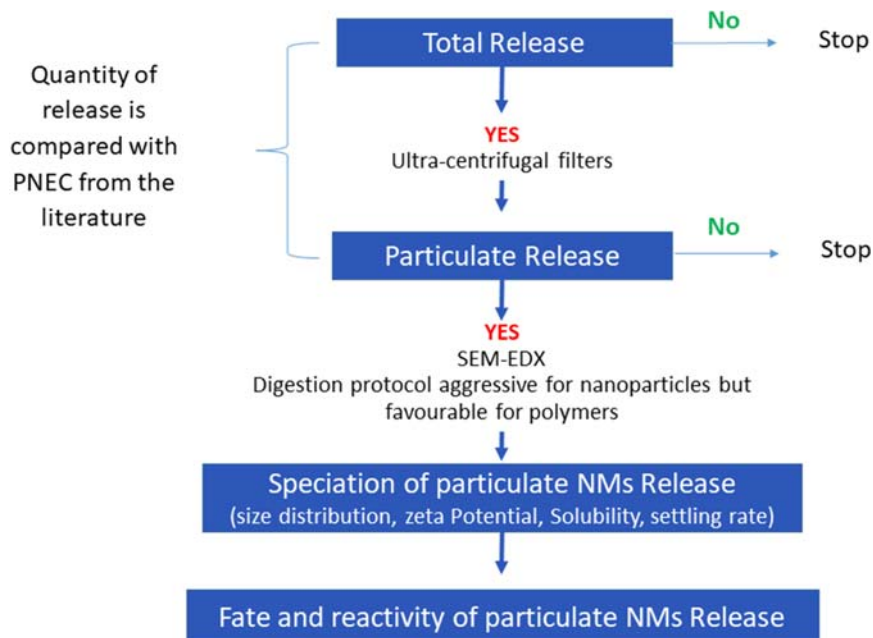 Total Release
No
Stop
Quantity of
release is
compared with
PNEC from the
literature
YES
Ultra-centrifugal filters
Particulate Release
No
Stop
YES
SEM-EDX
Digestion protocol aggressive for nanoparticles but
favourable for polymers
Speciation of particulate NMs Release
(size distribution, zeta Potential, Solubility, settling rate)
Fate and reactivity of particulate NMs Release